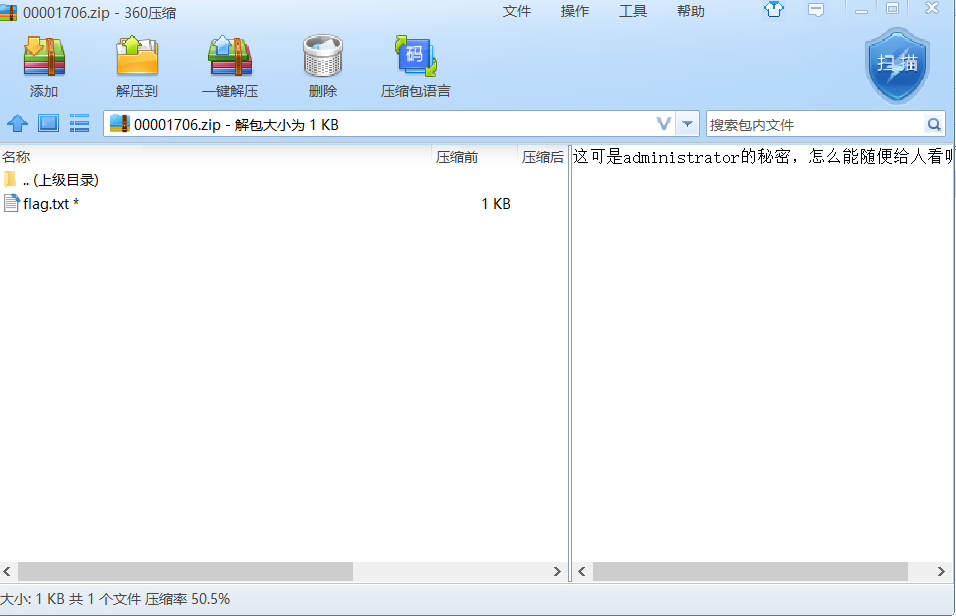 00001706.zip - 360压缩
文件 操作 工具 帮助
添加 解压到 一键解压 删除 压缩包语言
码
扫描
00001706.zip - 解包大小为 1 KB
搜索包内文件
名称 压缩前 压缩后
.. (上级目录)
flag.txt * 1 KB
这可是administrator的秘密，怎么能随便给人看
大小: 1 KB 共 1 个文件 压缩率 50.5%